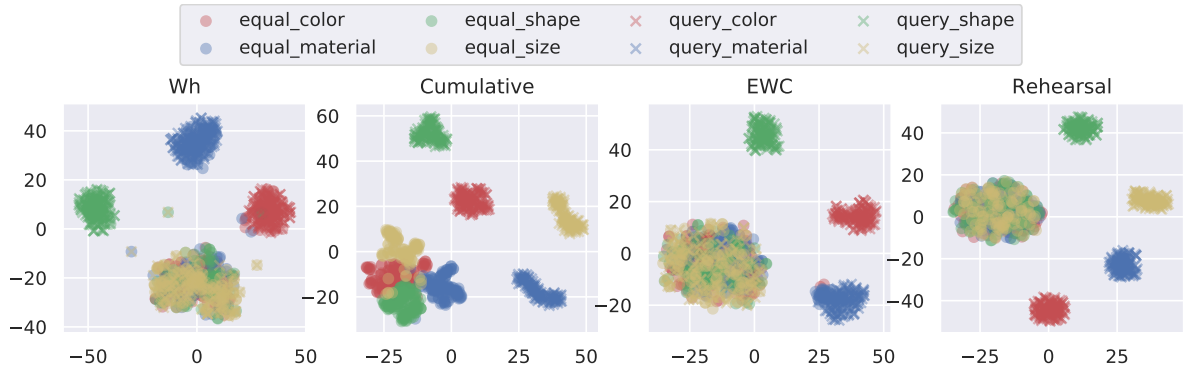 equal_color equal_shape query_color query_shape
equal_material equal_size query_material query_size
Wh Cumulative EWC Rehearsal
40
20
0
−20
−40
−50 0 50
60
40
20
0
−20
−25 0 25 50
40
20
0
−20
−25 0 25 50
40
20
0
−20
−40
−25 0 25